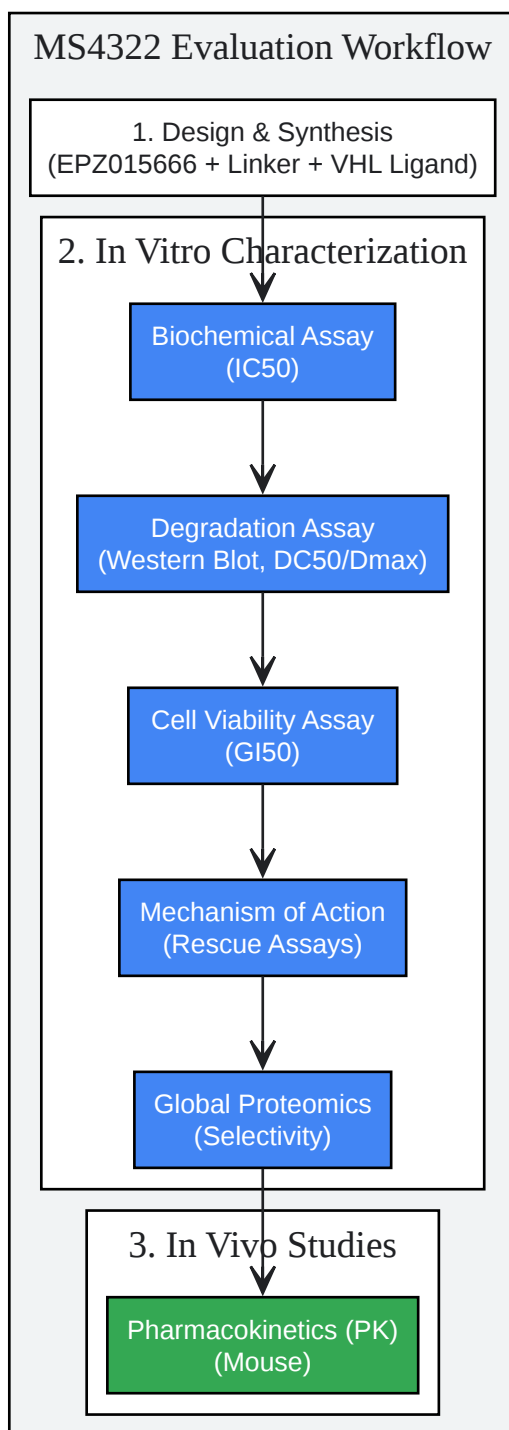 MS4322 Evaluation Workflow
1. Design & Synthesis
(EPZ015666 + Linker + VHL Ligand)
2. In Vitro Characterization
Biochemical Assay
(IC50)
Degradation Assay
(Western Blot, DC50/Dmax)
Cell Viability Assay
(GI50)
Mechanism of Action
(Rescue Assays)
Global Proteomics
(Selectivity)
3. In Vivo Studies
Pharmacokinetics (PK)
(Mouse)